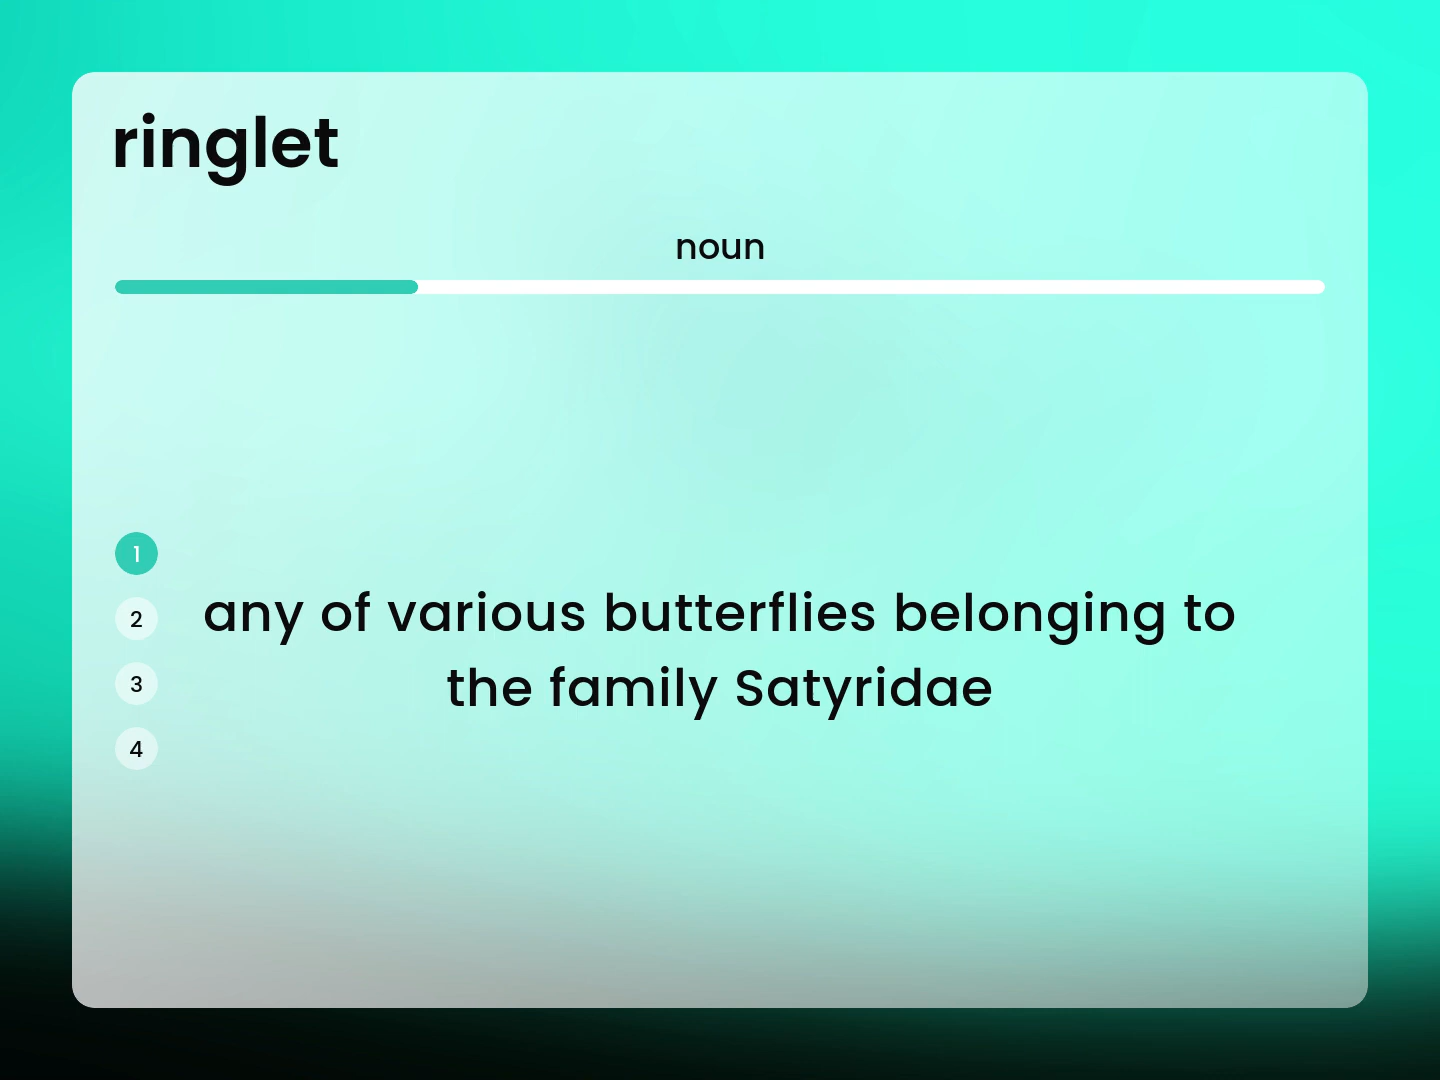 ringlet
noun
1
2
3
4
any of various butterflies belonging to
the family Satyridae